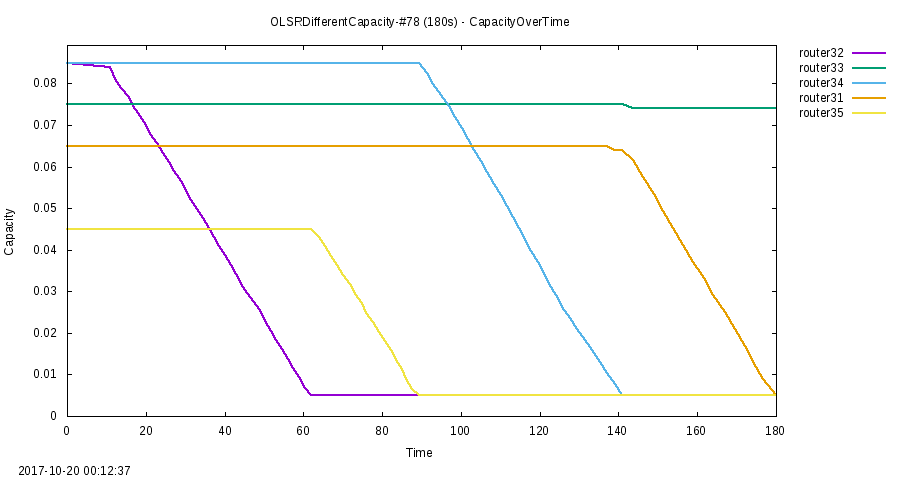 OLSRDifferentCapacity-#78 (180s) - CapacityOverTime
router32
router33
router34
router31
router35
0.08
0.07
0.06
0.05
0.04
0.03
0.02
0.01
0
Capacity
0 20 40 60 80 100 120 140 160 180
Time
2017-10-20 00:12:37